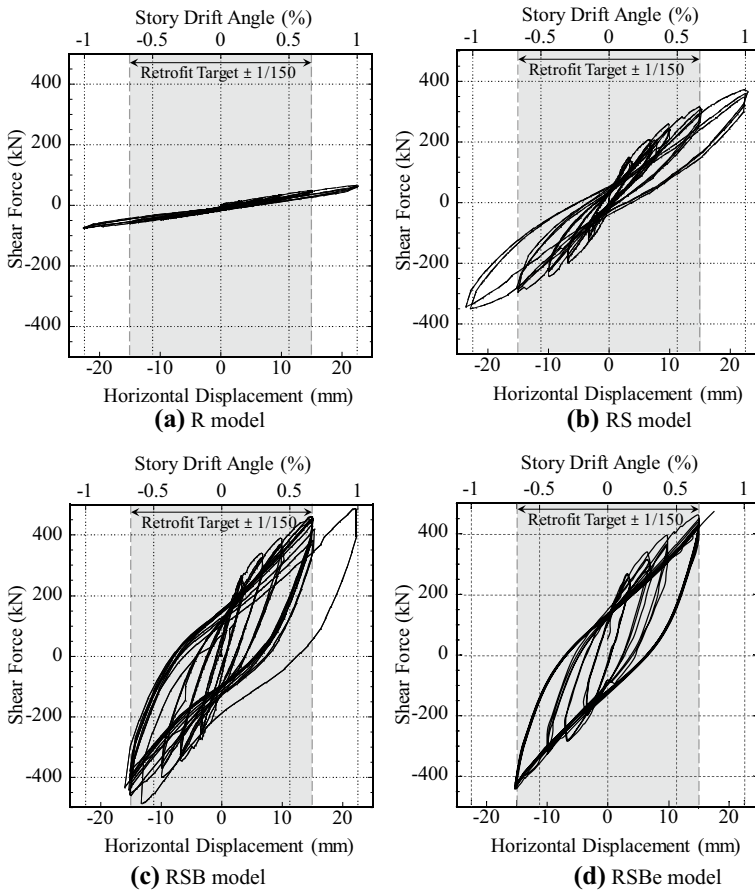 Story Drift Angle (%)
-1 -0.5 0 0.5 1
Retrofit Target ± 1/150
Shear Force (kN)
400
200
0
-200
-400
-20 -10 0 10 20
Horizontal Displacement (mm)
(a) R model
Story Drift Angle (%)
-1 -0.5 0 0.5 1
Retrofit Target ± 1/150
Shear Force (kN)
400
200
0
-200
-400
-20 -10 0 10 20
Horizontal Displacement (mm)
(b) RS model
Story Drift Angle (%)
-1 -0.5 0 0.5 1
Retrofit Target ± 1/150
Shear Force (kN)
400
200
0
-200
-400
-20 -10 0 10 20
Horizontal Displacement (mm)
(c) RSB model
Story Drift Angle (%)
-1 -0.5 0 0.5 1
Retrofit Target ± 1/150
Shear Force (kN)
400
200
0
-200
-400
-20 -10 0 10 20
Horizontal Displacement (mm)
(d) RSBe model